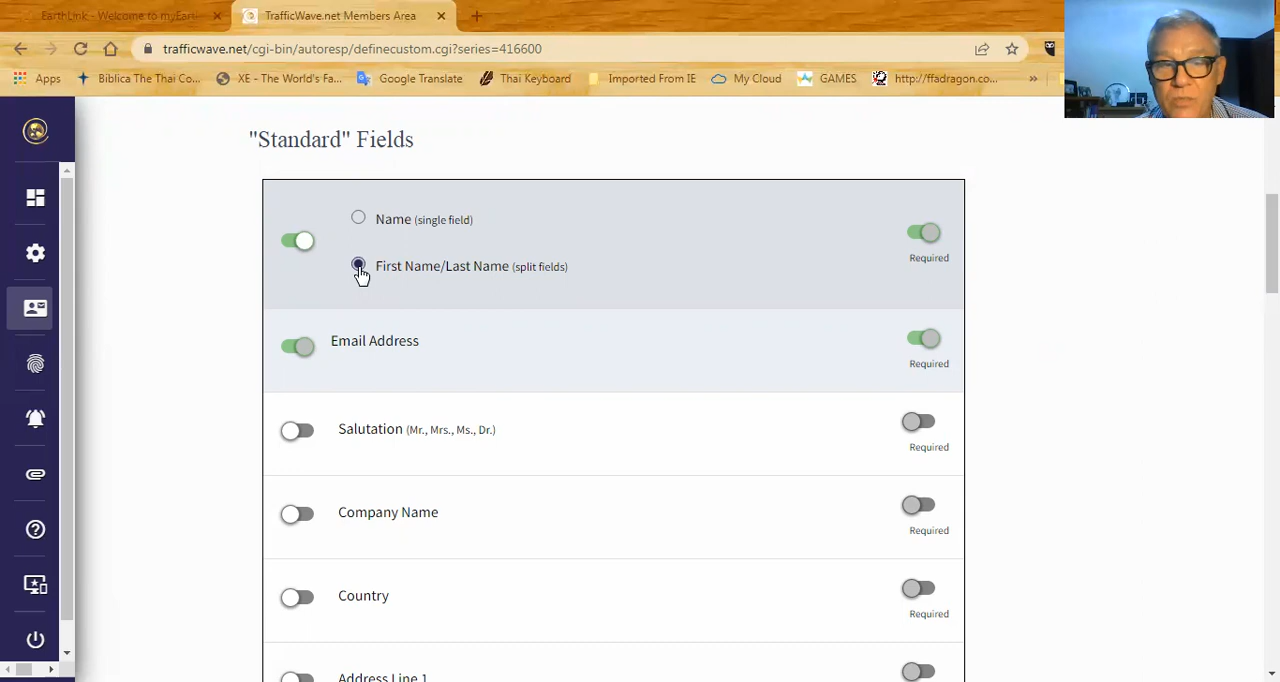 EarthLink - Welcome to myEart
TrafficWave.net Members Area
trafficwave.net/cgi-bin/autoresp/definecustom.cgi?series=416600
Apps
Biblica The Thai Co...
XE - The World's Fa...
Google Translate
Thai Keyboard
Imported From IE
My Cloud
GAMES
http://ffadragon.co...
»
"Standard" Fields
Name (single field)
First Name/Last Name (split fields)
Required
Email Address
Required
Salutation (Mr., Mrs., Ms., Dr.)
Required
Company Name
Required
Country
Required
Address Line 1